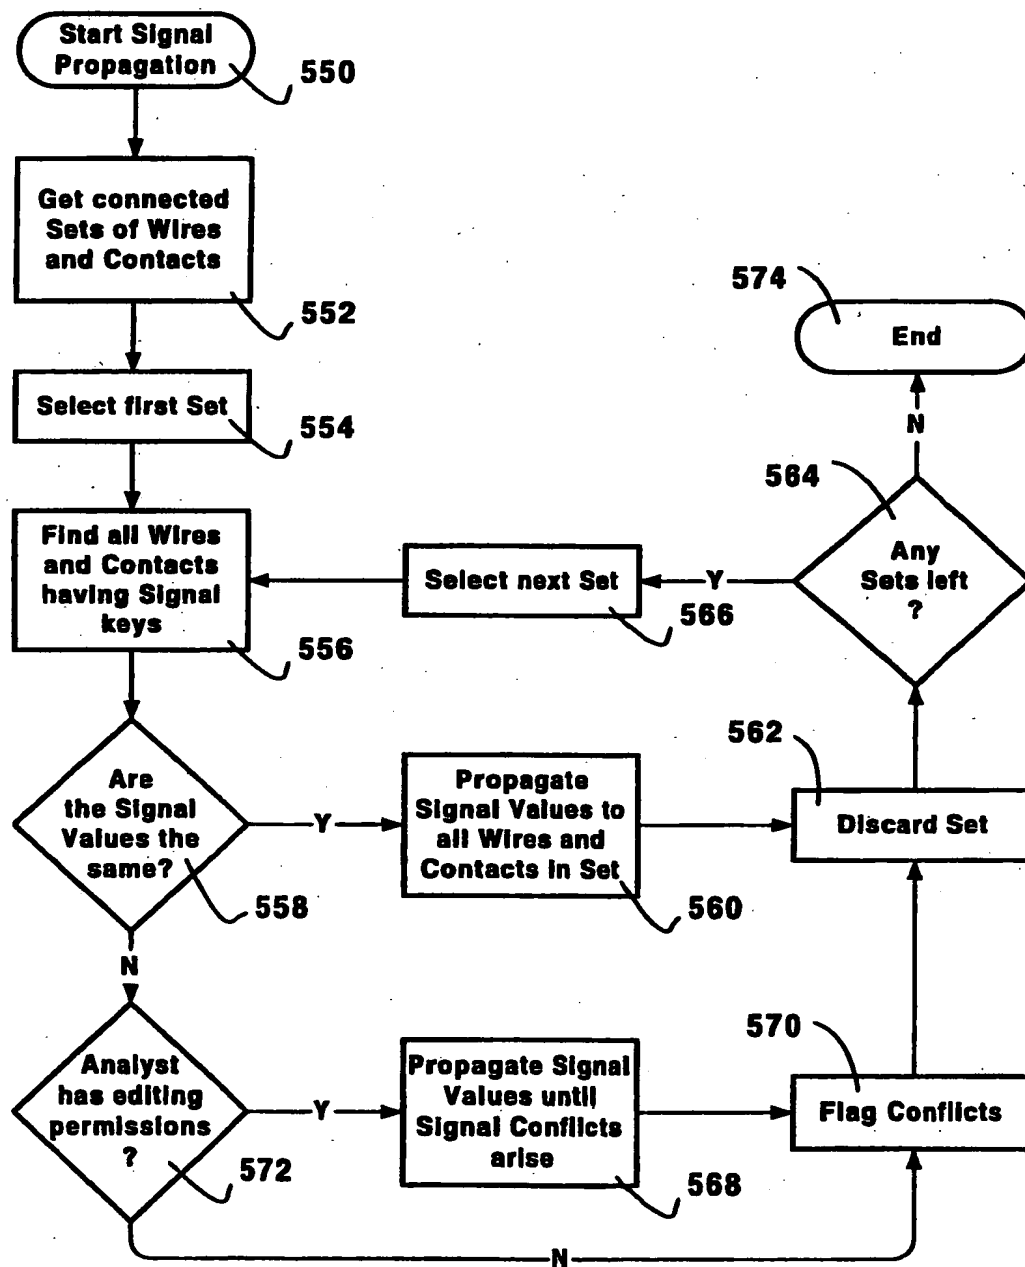 Start Signal
Propagation
550
Get connected
Sets of Wires
and Contacts
552
574
End
Select first Set
554
N
564
Find all Wires
and Contacts
having Signal
keys
556
Select next Set
566
Y
Any
Sets left
?
562
Are
the Signal
Values the
same?
558
Y
Propagate
Signal Values to
all Wires and
Contacts in Set
560
Discard Set
N
570
Analyst
has editing
permissions
?
572
Y
Propagate Signal
Values until
Signal Conflicts
arise
568
Flag Conflicts
N